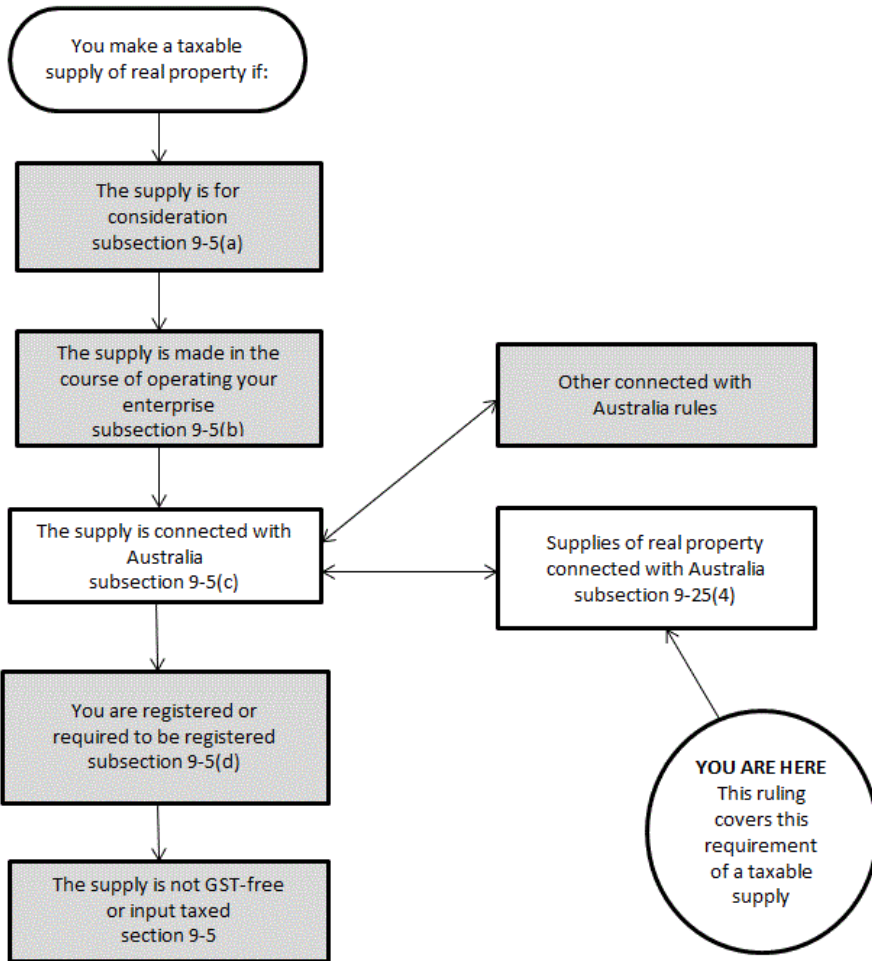 You make a taxable
supply of real property if:
The supply is for
consideration
subsection 9-5(a)
The supply is made in the
course of operating your
enterprise
subsection 9-5(b)
Other connected with
Australia rules
The supply is connected with
Australia
subsection 9-5(c)
Supplies of real property
connected with Australia
subsection 9-25(4)
You are registered or
required to be registered
subsection 9-5(d)
YOU ARE HERE
This ruling
covers this
requirement
of a taxable
supply
The supply is not GST-free
or input taxed
section 9-5